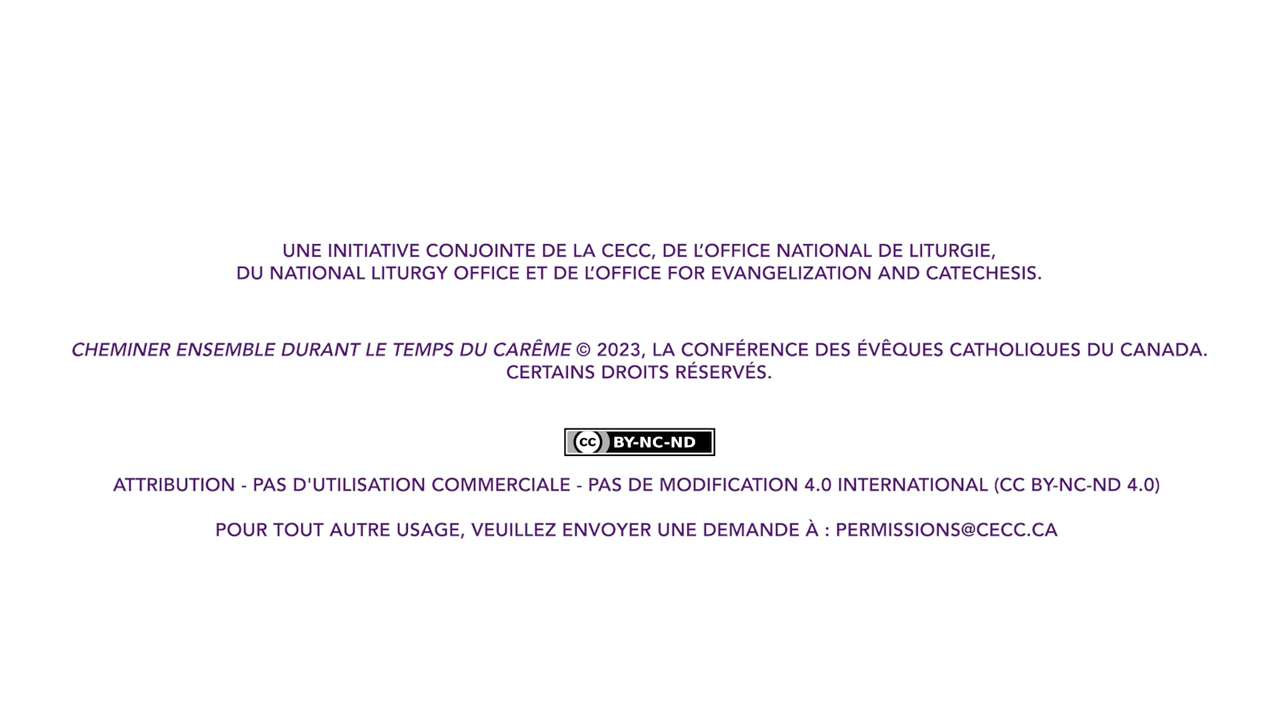 UNE INITIATIVE CONJOINTE DE LA CECC, DE L’OFFICE NATIONAL DE LITURGIE,
DU NATIONAL LITURGY OFFICE ET DE L’OFFICE FOR EVANGELIZATION AND CATECHESIS.
CHEMINER ENSEMBLE DURANT LE TEMPS DU CARÊME © 2023, LA CONFÉRENCE DES ÉVÊQUES CATHOLIQUES DU CANADA.
CERTAINS DROITS RÉSERVÉS.
cc BY-NC-ND
ATTRIBUTION - PAS D'UTILISATION COMMERCIALE - PAS DE MODIFICATION 4.0 INTERNATIONAL (CC BY-NC-ND 4.0)
POUR TOUT AUTRE USAGE, VEUILLEZ ENVOYER UNE DEMANDE À : PERMISSIONS@CECC.CA